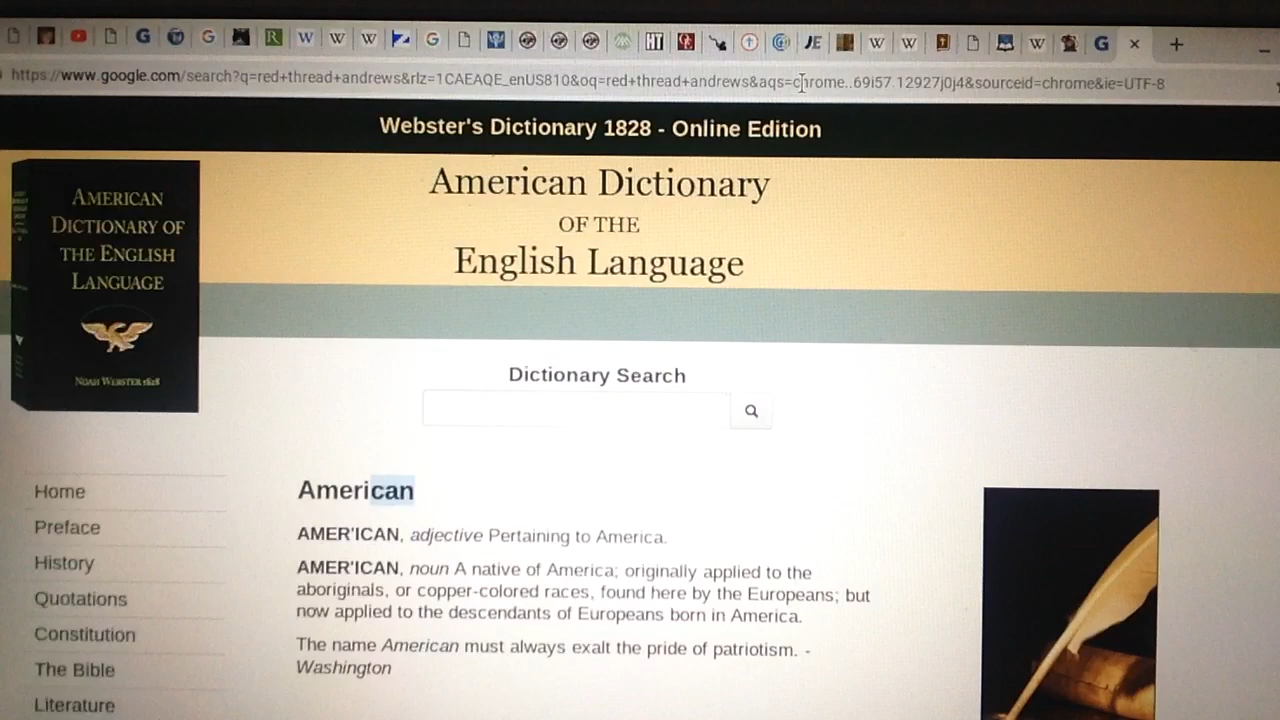 https://www.google.com/search?q=red+thread+andrews&rlz=1CAEAQE_enUS810&oq=red+thread+andrews&aqs=chrome..69i57.12927j0j4&sourceid=chrome&ie=UTF-8
Webster's Dictionary 1828 - Online Edition
American Dictionary
OF THE
English Language
AMERICAN
DICTIONARY OF
THE ENGLISH
LANGUAGE
NOAH WEBSTER 1828
Dictionary Search
Home
Preface
History
Quotations
Constitution
The Bible
Literature
American
AMER'ICAN, adjective Pertaining to America.
AMER'ICAN, noun A native of America; originally applied to the
aboriginals, or copper-colored races, found here by the Europeans; but
now applied to the descendants of Europeans born in America.
The name American must always exalt the pride of patriotism. -
Washington